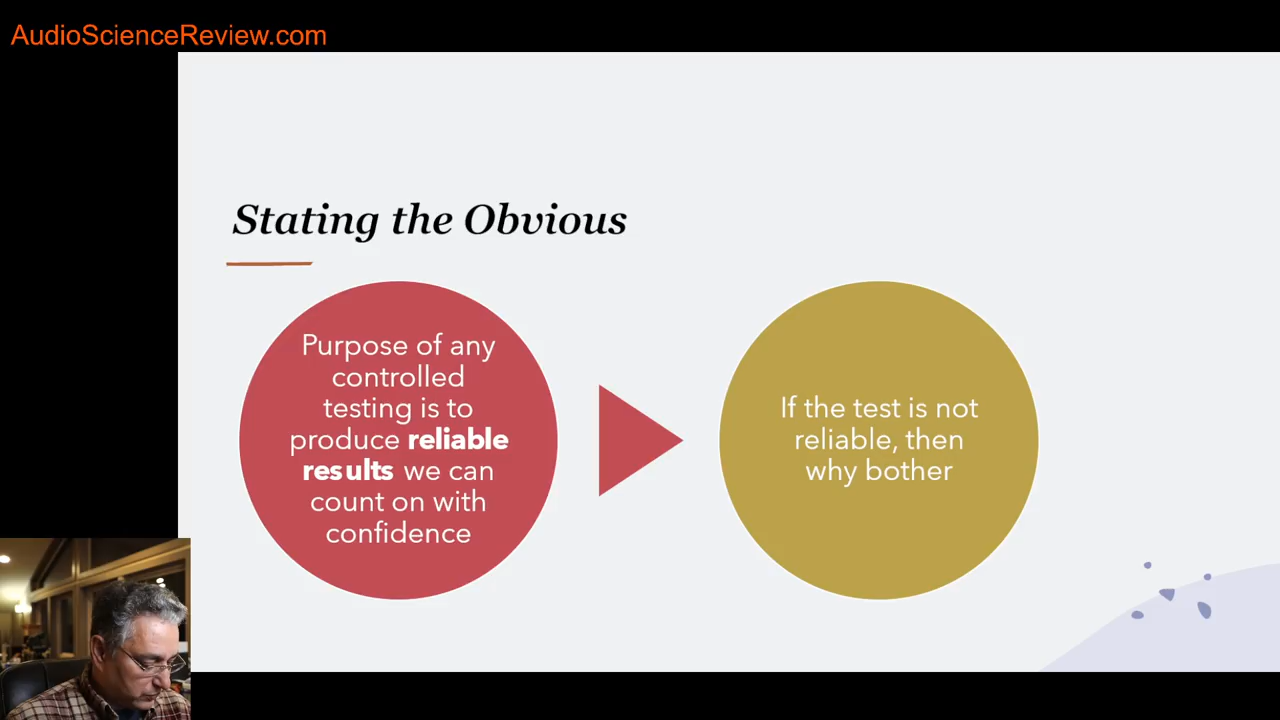 AudioScienceReview.com
Stating the Obvious
Purpose of any
controlled
testing is to
produce reliable
results we can
count on with
confidence
If the test is not
reliable, then
why bother